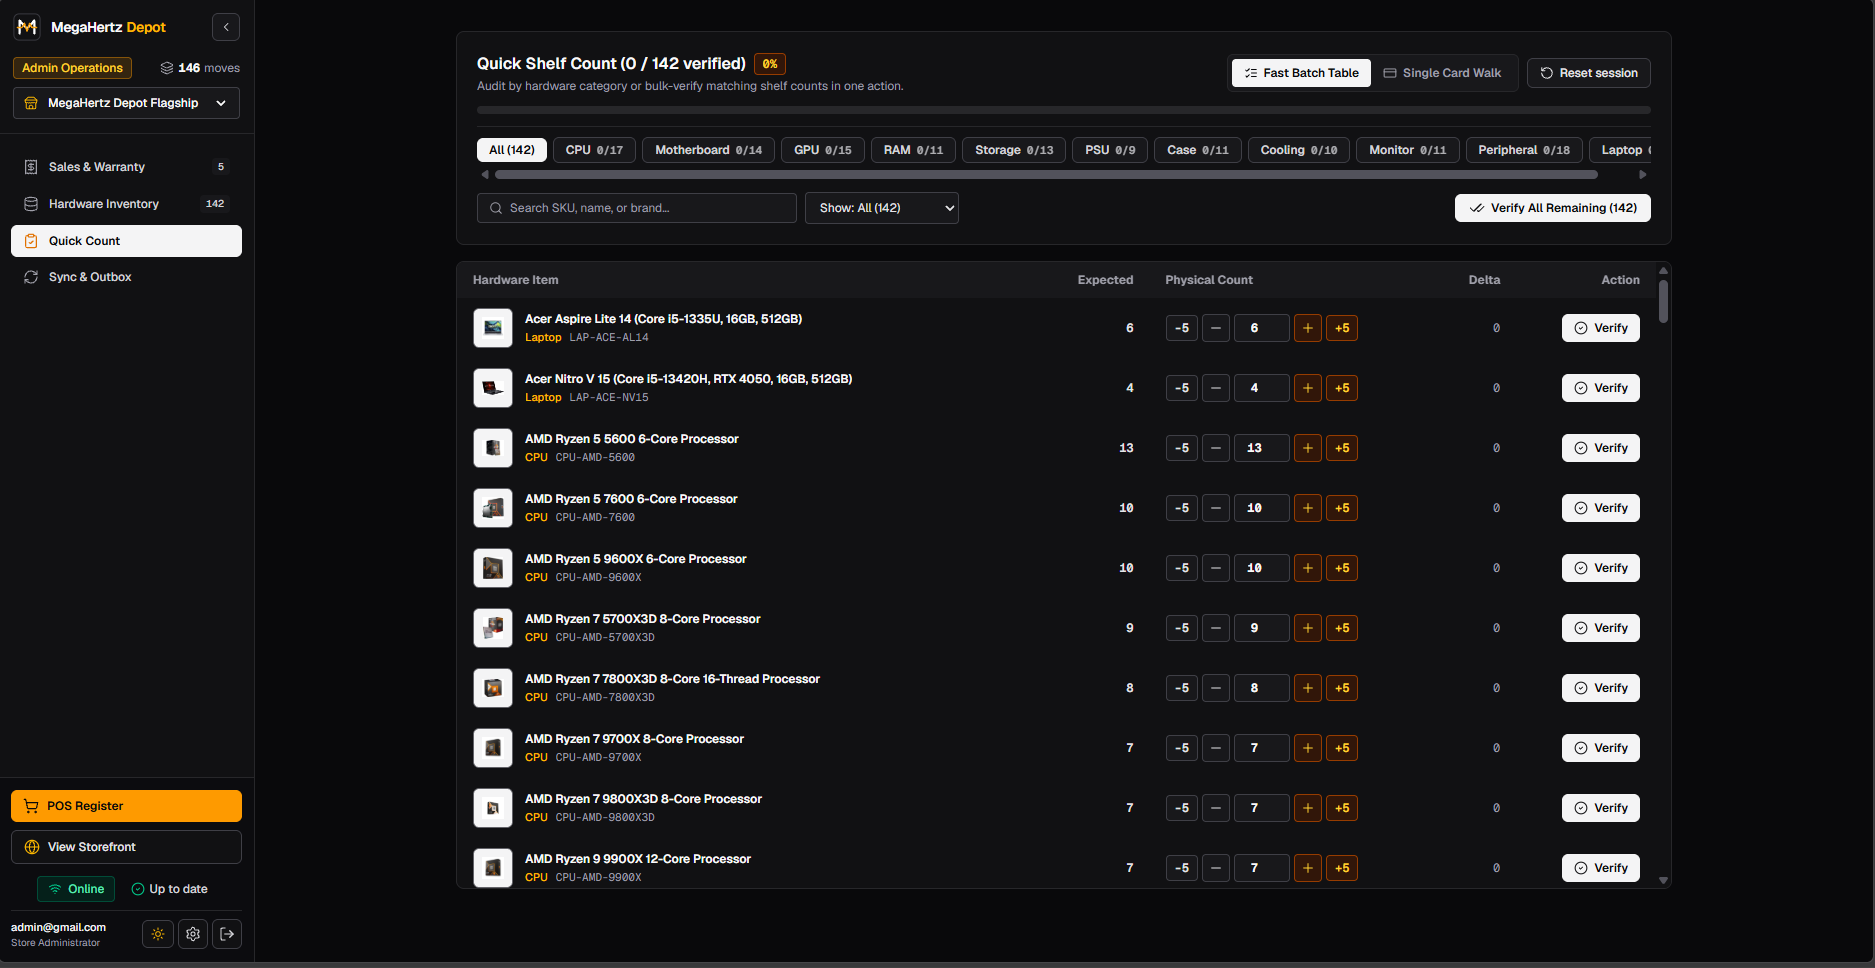 MegaHertz Depot
Admin Operations
146 moves
MegaHertz Depot Flagship
Sales & Warranty 5
Hardware Inventory 142
Quick Count
Sync & Outbox
POS Register
View Storefront
Online
Up to date
admin@gmail.com
Store Administrator
Quick Shelf Count (0 / 142 verified) 0%
Audit by hardware category or bulk-verify matching shelf counts in one action.
Fast Batch Table
Single Card Walk
Reset session
All (142) CPU 0/17 Motherboard 0/14 GPU 0/15 RAM 0/11 Storage 0/13 PSU 0/9 Case 0/11 Cooling 0/10 Monitor 0/11 Peripheral 0/18 Laptop
Search SKU, name, or brand...
Show: All (142)
Verify All Remaining (142)
Hardware Item Expected Physical Count Delta Action
Acer Aspire Lite 14 (Core i5-1335U, 16GB, 512GB)
Laptop LAP-ACE-AL14
6 -5 − 6 + +5 0 Verify
Acer Nitro V 15 (Core i5-13420H, RTX 4050, 16GB, 512GB)
Laptop LAP-ACE-NV15
4 -5 − 4 + +5 0 Verify
AMD Ryzen 5 5600 6-Core Processor
CPU CPU-AMD-5600
13 -5 − 13 + +5 0 Verify
AMD Ryzen 5 7600 6-Core Processor
CPU CPU-AMD-7600
10 -5 − 10 + +5 0 Verify
AMD Ryzen 5 9600X 6-Core Processor
CPU CPU-AMD-9600X
10 -5 − 10 + +5 0 Verify
AMD Ryzen 7 5700X3D 8-Core Processor
CPU CPU-AMD-5700X3D
9 -5 − 9 + +5 0 Verify
AMD Ryzen 7 7800X3D 8-Core 16-Thread Processor
CPU CPU-AMD-7800X3D
8 -5 − 8 + +5 0 Verify
AMD Ryzen 7 9700X 8-Core Processor
CPU CPU-AMD-9700X
7 -5 − 7 + +5 0 Verify
AMD Ryzen 7 9800X3D 8-Core Processor
CPU CPU-AMD-9800X3D
7 -5 − 7 + +5 0 Verify
AMD Ryzen 9 9900X 12-Core Processor
CPU CPU-AMD-9900X
7 -5 − 7 + +5 0 Verify